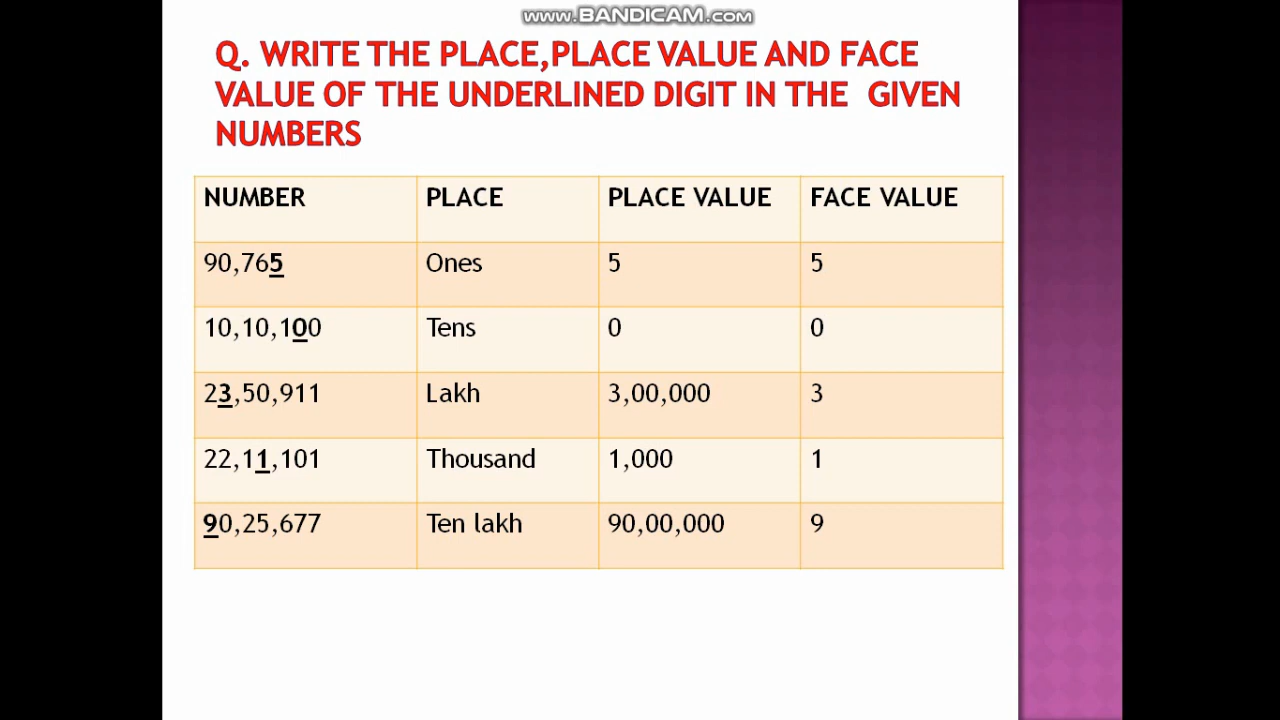 www.BANDICAM.com
Q. WRITE THE PLACE,PLACE VALUE AND FACE
VALUE OF THE UNDERLINED DIGIT IN THE GIVEN
NUMBERS
NUMBER PLACE PLACE VALUE FACE VALUE
90,765 Ones 5 5
10,10,100 Tens 0 0
23,50,911 Lakh 3,00,000 3
22,11,101 Thousand 1,000 1
90,25,677 Ten lakh 90,00,000 9